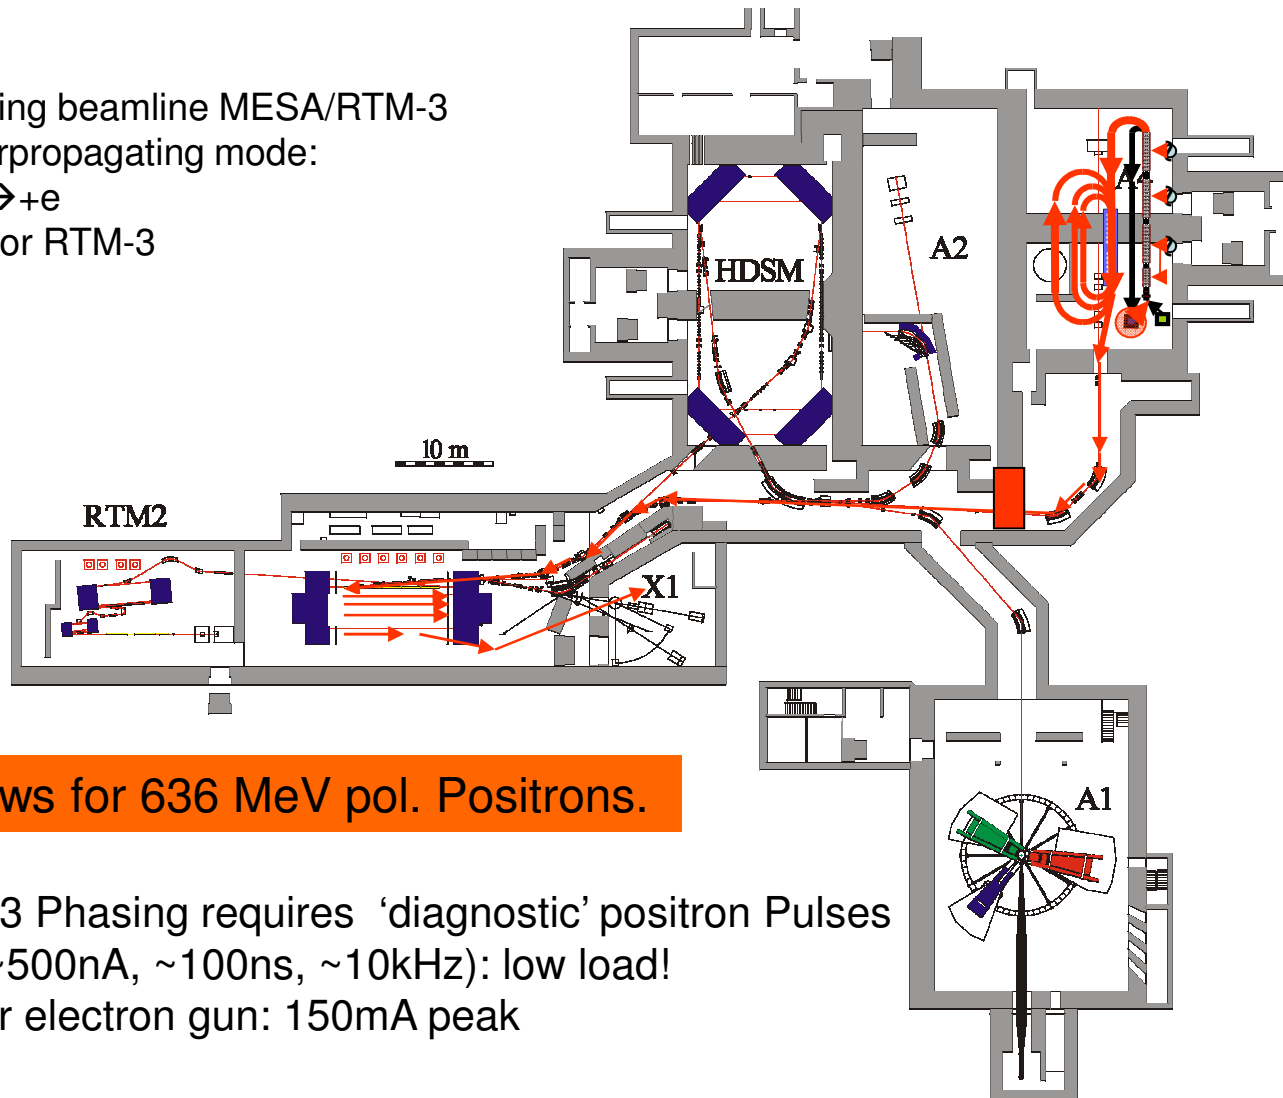 ing beamline MESA/RTM-3
rpropagating mode:
→+e
or RTM-3
A2
HDSM
10 m
RTM2
X1
ws for 636 MeV pol. Positrons.
A1
3 Phasing requires ‘diagnostic’ positron Pulses
~500nA, ~100ns, ~10kHz): low load!
r electron gun: 150mA peak